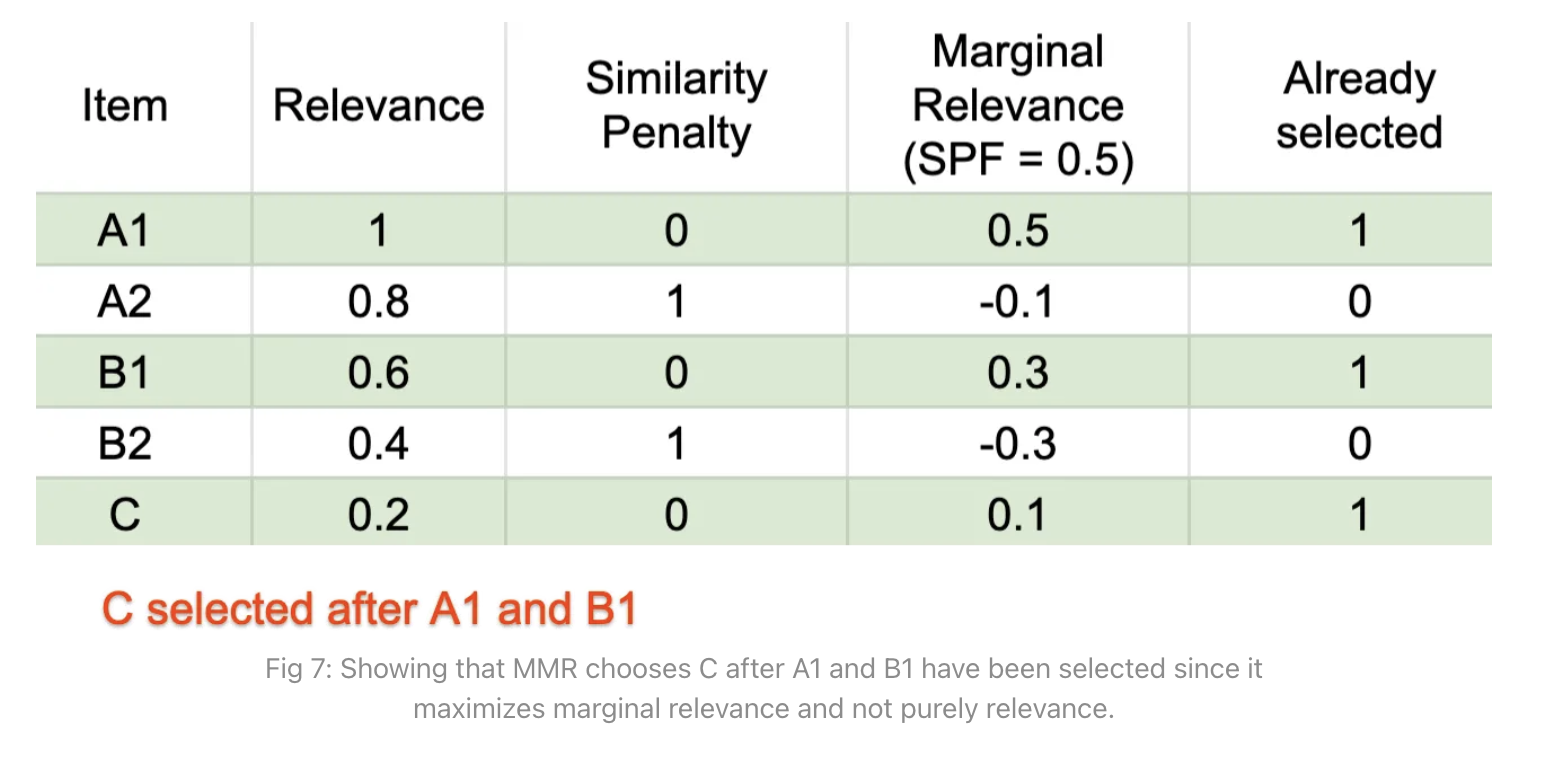 Item Relevance Similarity Penalty Marginal Relevance (SPF = 0.5) Already selected
A1 1 0 0.5 1
A2 0.8 1 -0.1 0
B1 0.6 0 0.3 1
B2 0.4 1 -0.3 0
C 0.2 0 0.1 1
C selected after A1 and B1
Fig 7: Showing that MMR chooses C after A1 and B1 have been selected since it
maximizes marginal relevance and not purely relevance.